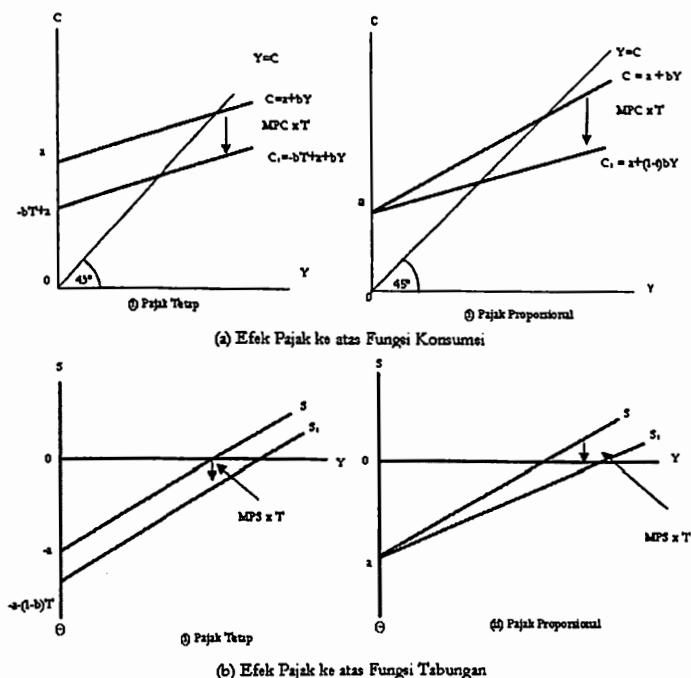 C
Y=C
C=a+bY
MPC x T
a
C₁=-bT+a+bY
-bT+a
0
45°
Y
(i) Pajak Tetap
C
Y=C
C = a + bY
MPC x T
C₁ = a+(1-t)bY
a
45°
0
Y
Pajak Proporsional
(a) Efek Pajak ke atas Fungsi Konsumsi
S
S
S₁
0
Y
MPS x T
-a
-a-(1-b)T
(i) Pajak Tetap
S
S
S₁
0
Y
MPS x T
a
(ii) Pajak Proporsional
(b) Efek Pajak ke atas Fungsi Tabungan